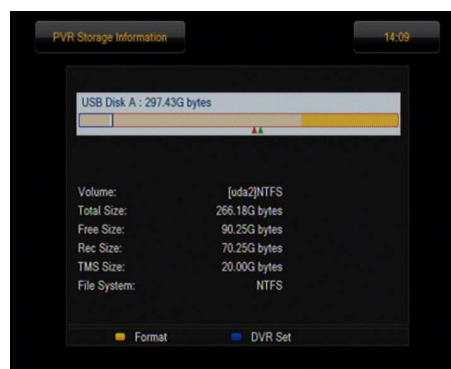 PVR Storage Information
14:09
USB Disk A : 297.43G bytes
Volume: [uda2]NTFS
Total Size: 266.18G bytes
Free Size: 90.25G bytes
Rec Size: 70.25G bytes
TMS Size: 20.00G bytes
File System: NTFS
Format DVR Set